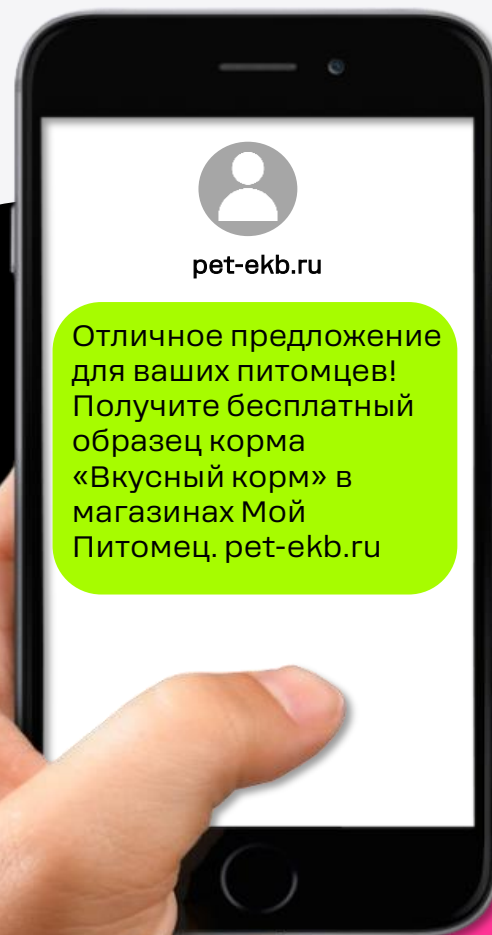 pet-ekb.ru
Отличное предложение
для ваших питомцев!
Получите бесплатный
образец корма
«Вкусный корм» в
магазинах Мой
Питомец. pet-ekb.ru